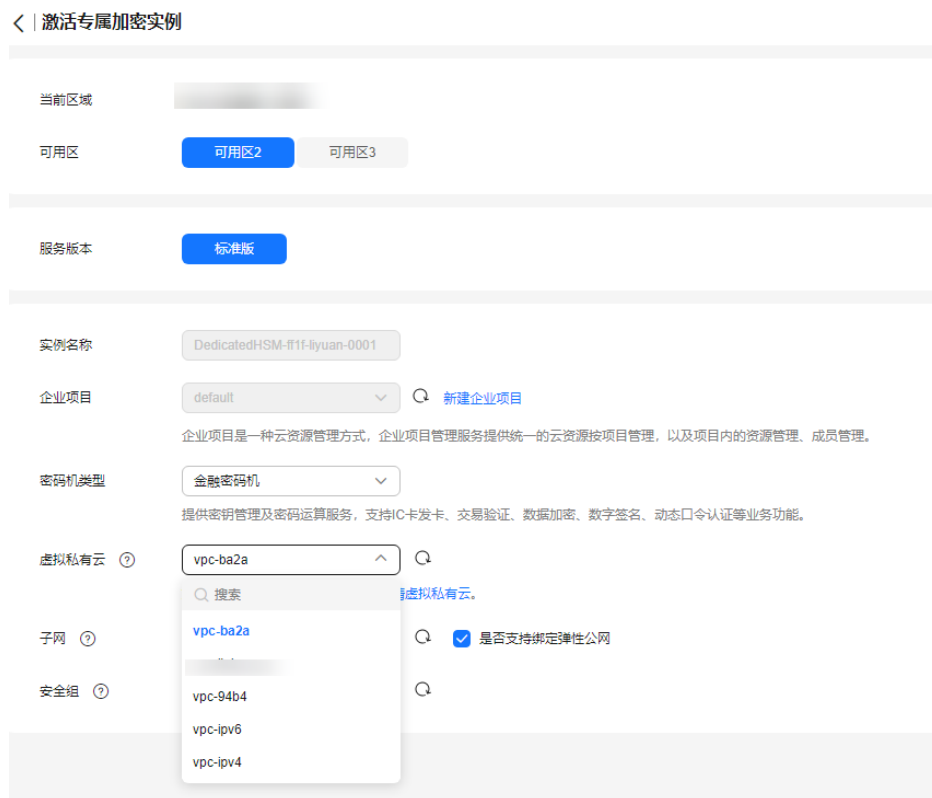 激活专属加密实例
当前区域
可用区 可用区2 可用区3
服务版本 标准版
实例名称 DedicatedHSM-ff1f-liyuan-0001
企业项目 default 新建企业项目
企业项目是一种云资源管理方式，企业项目管理服务提供统一的云资源按项目管理，以及项目内的资源管理、成员管理。
密码机类型 金融密码机
提供密钥管理及密码运算服务，支持IC卡发卡、交易验证、数据加密、数字签名、动态口令认证等业务功能。
虚拟私有云 ? vpc-ba2a
搜索 虚拟私有云。
vpc-ba2a
子网 ? 是否支持绑定弹性公网
安全组 ? vpc-94b4
vpc-ipv6
vpc-ipv4